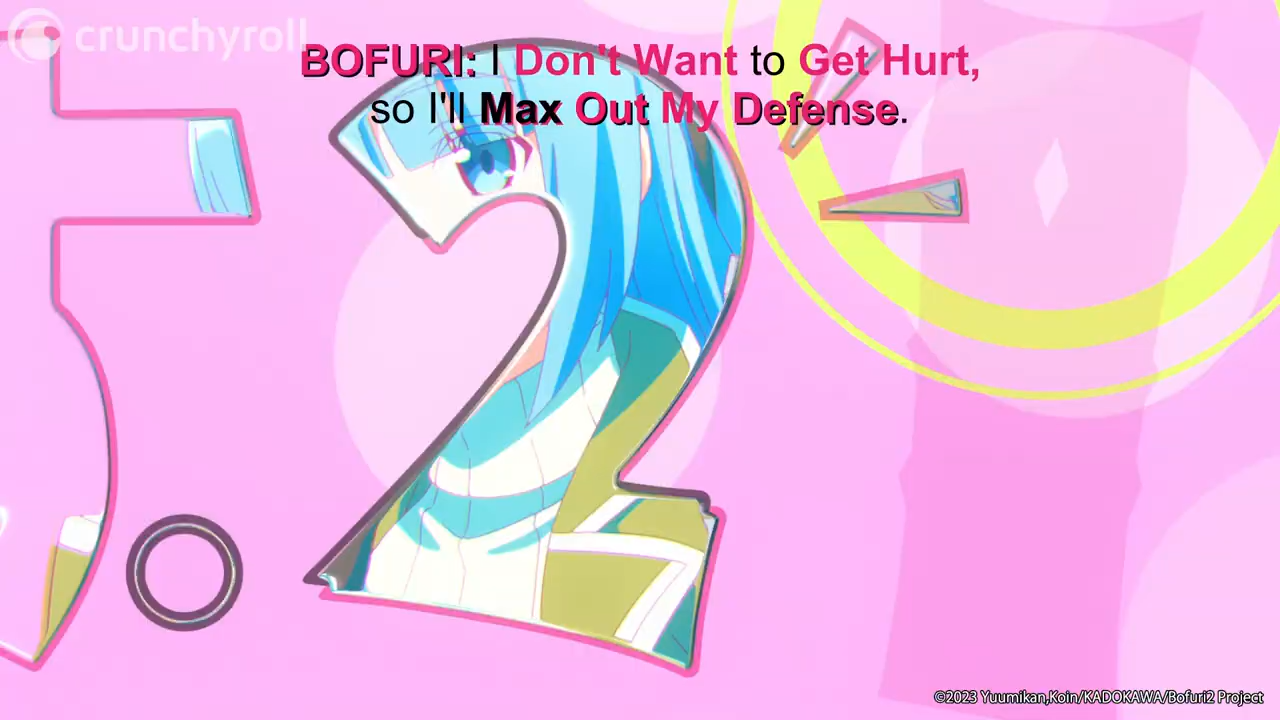 crunchyroll
BOFURI: I Don't Want to Get Hurt,
so I'll Max Out My Defense.
2
©2023 Yuumikan,Koin/KADOKAWA/Bofuri2 Project